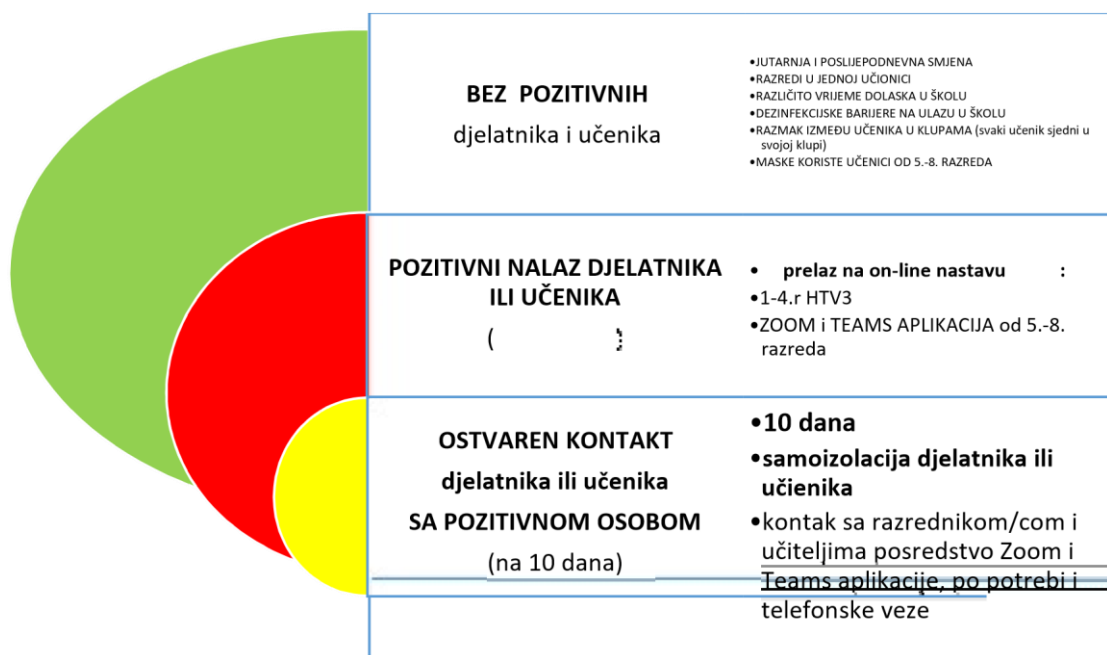 BEZ POZITIVNIH
djelatnika i učenika
•JUTARNJA I POSLIJEPODNEVNA SMJENA
•RAZREDI U JEDNOJ UČIONICI
•RAZLIČITO VRIJEME DOLASKA U ŠKOLU
•DEZINFEKCIJSKE BARIJERE NA ULAZU U ŠKOLU
•RAZMAK IZMEĐU UČENIKA U KLUPAMA (svaki učenik sjedni u
svojoj klupi)
•MASKE KORISTE UČENICI OD 5.-8. RAZREDA
POZITIVNI NALAZ DJELATNIKA
ILI UČENIKA
( )
• prelaz na on-line nastavu :
•1-4.r HTV3
•ZOOM i TEAMS APLIKACIJA od 5.-8.
razreda
OSTVAREN KONTAKT
djelatnika ili učenika
SA POZITIVNOM OSOBOM
(na 10 dana)
•10 dana
•samoizolacija djelatnika ili
učienika
•kontak sa razrednikom/com i
učiteljima posredstvo Zoom i
Teams aplikacije, po potrebi i
telefonske veze